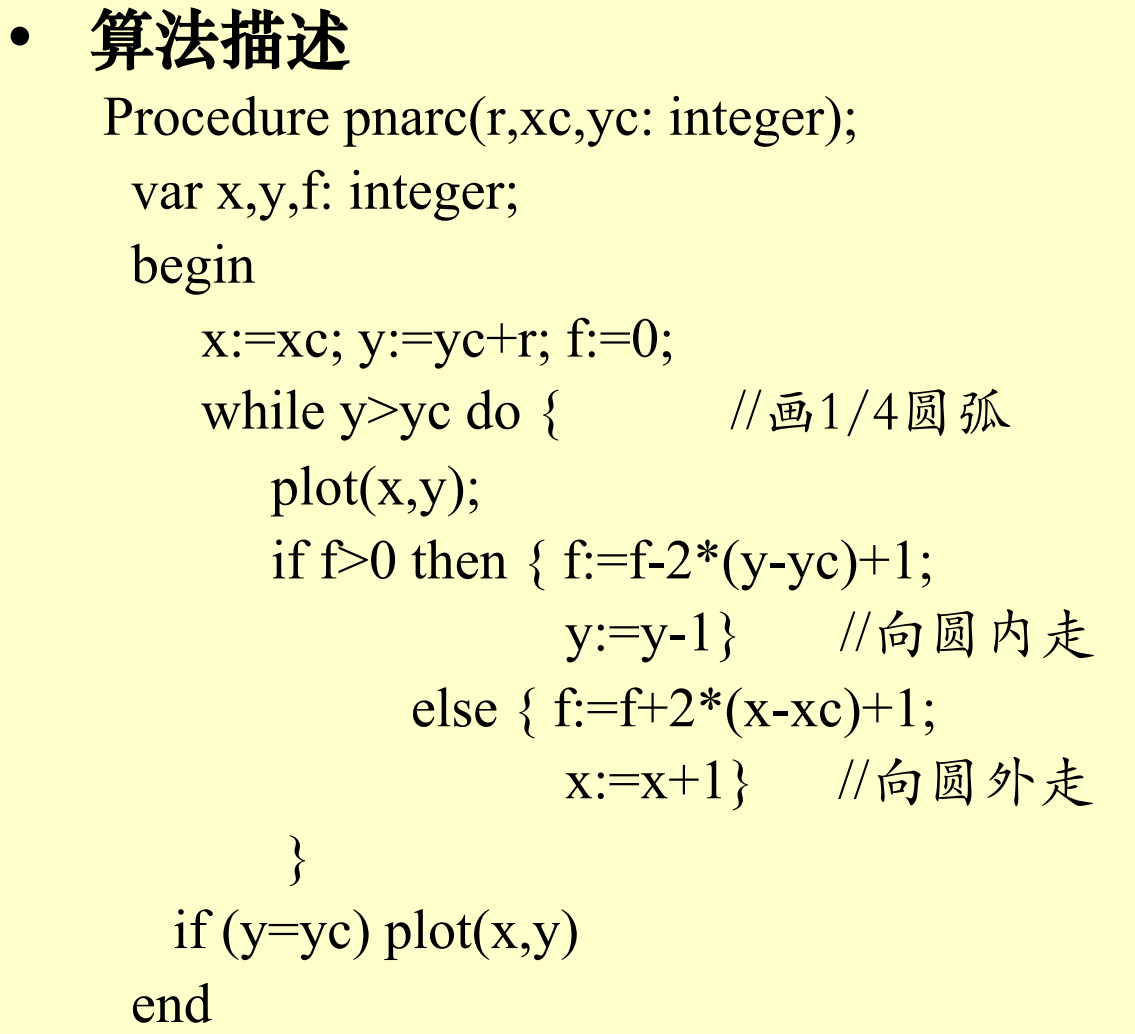 • 算法描述
Procedure pnarc(r,xc,yc: integer);
var x,y,f: integer;
begin
x:=xc; y:=yc+r; f:=0;
while y>yc do { //画1/4圆弧
plot(x,y);
if f>0 then { f:=f-2*(y-yc)+1;
y:=y-1} //向圆内走
else { f:=f+2*(x-xc)+1;
x:=x+1} //向圆外走
}
if (y=yc) plot(x,y)
end